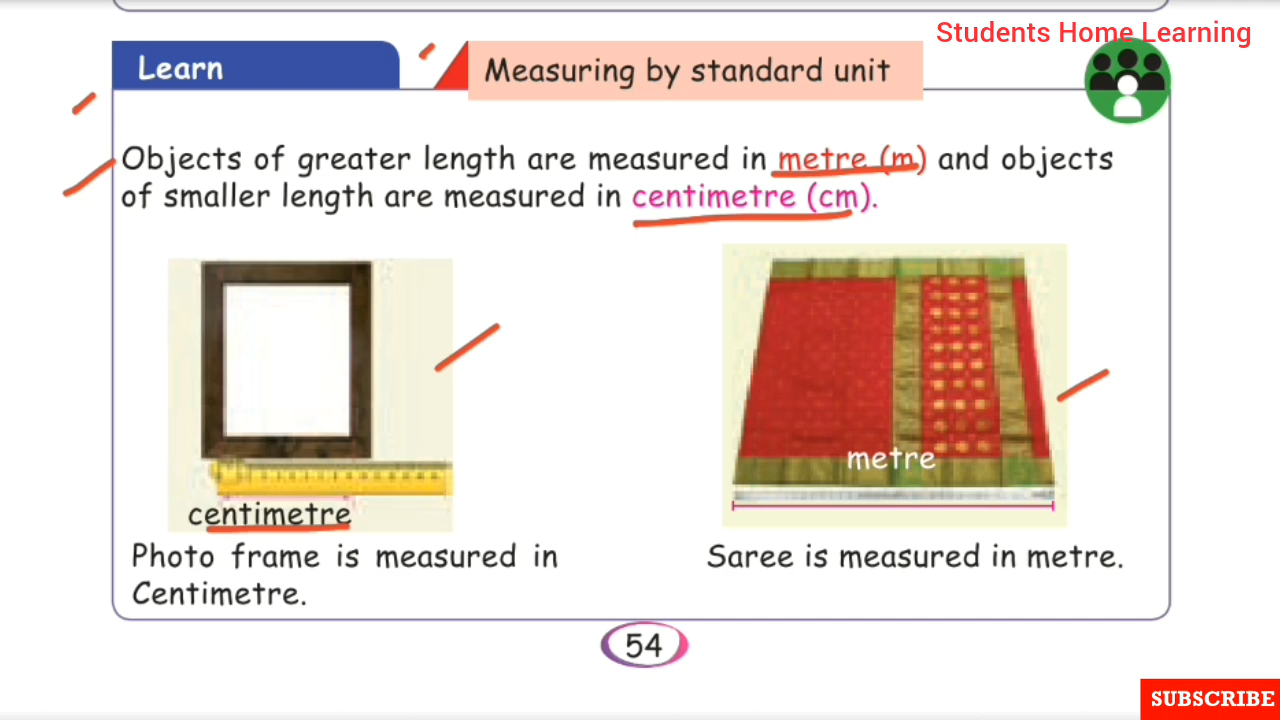 Students Home Learning
Learn
Measuring by standard unit
Objects of greater length are measured in metre (m) and objects
of smaller length are measured in centimetre (cm).
metre
centimetre
Photo frame is measured in
Centimetre.
Saree is measured in metre.
54
SUBSCRIBE